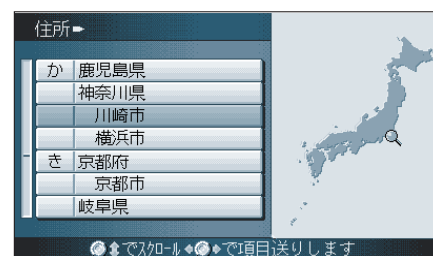 住所
か 鹿児島県
神奈川県
川崎市
横浜市
き 京都府
京都市
岐阜県
でスクロール でで項目送りします